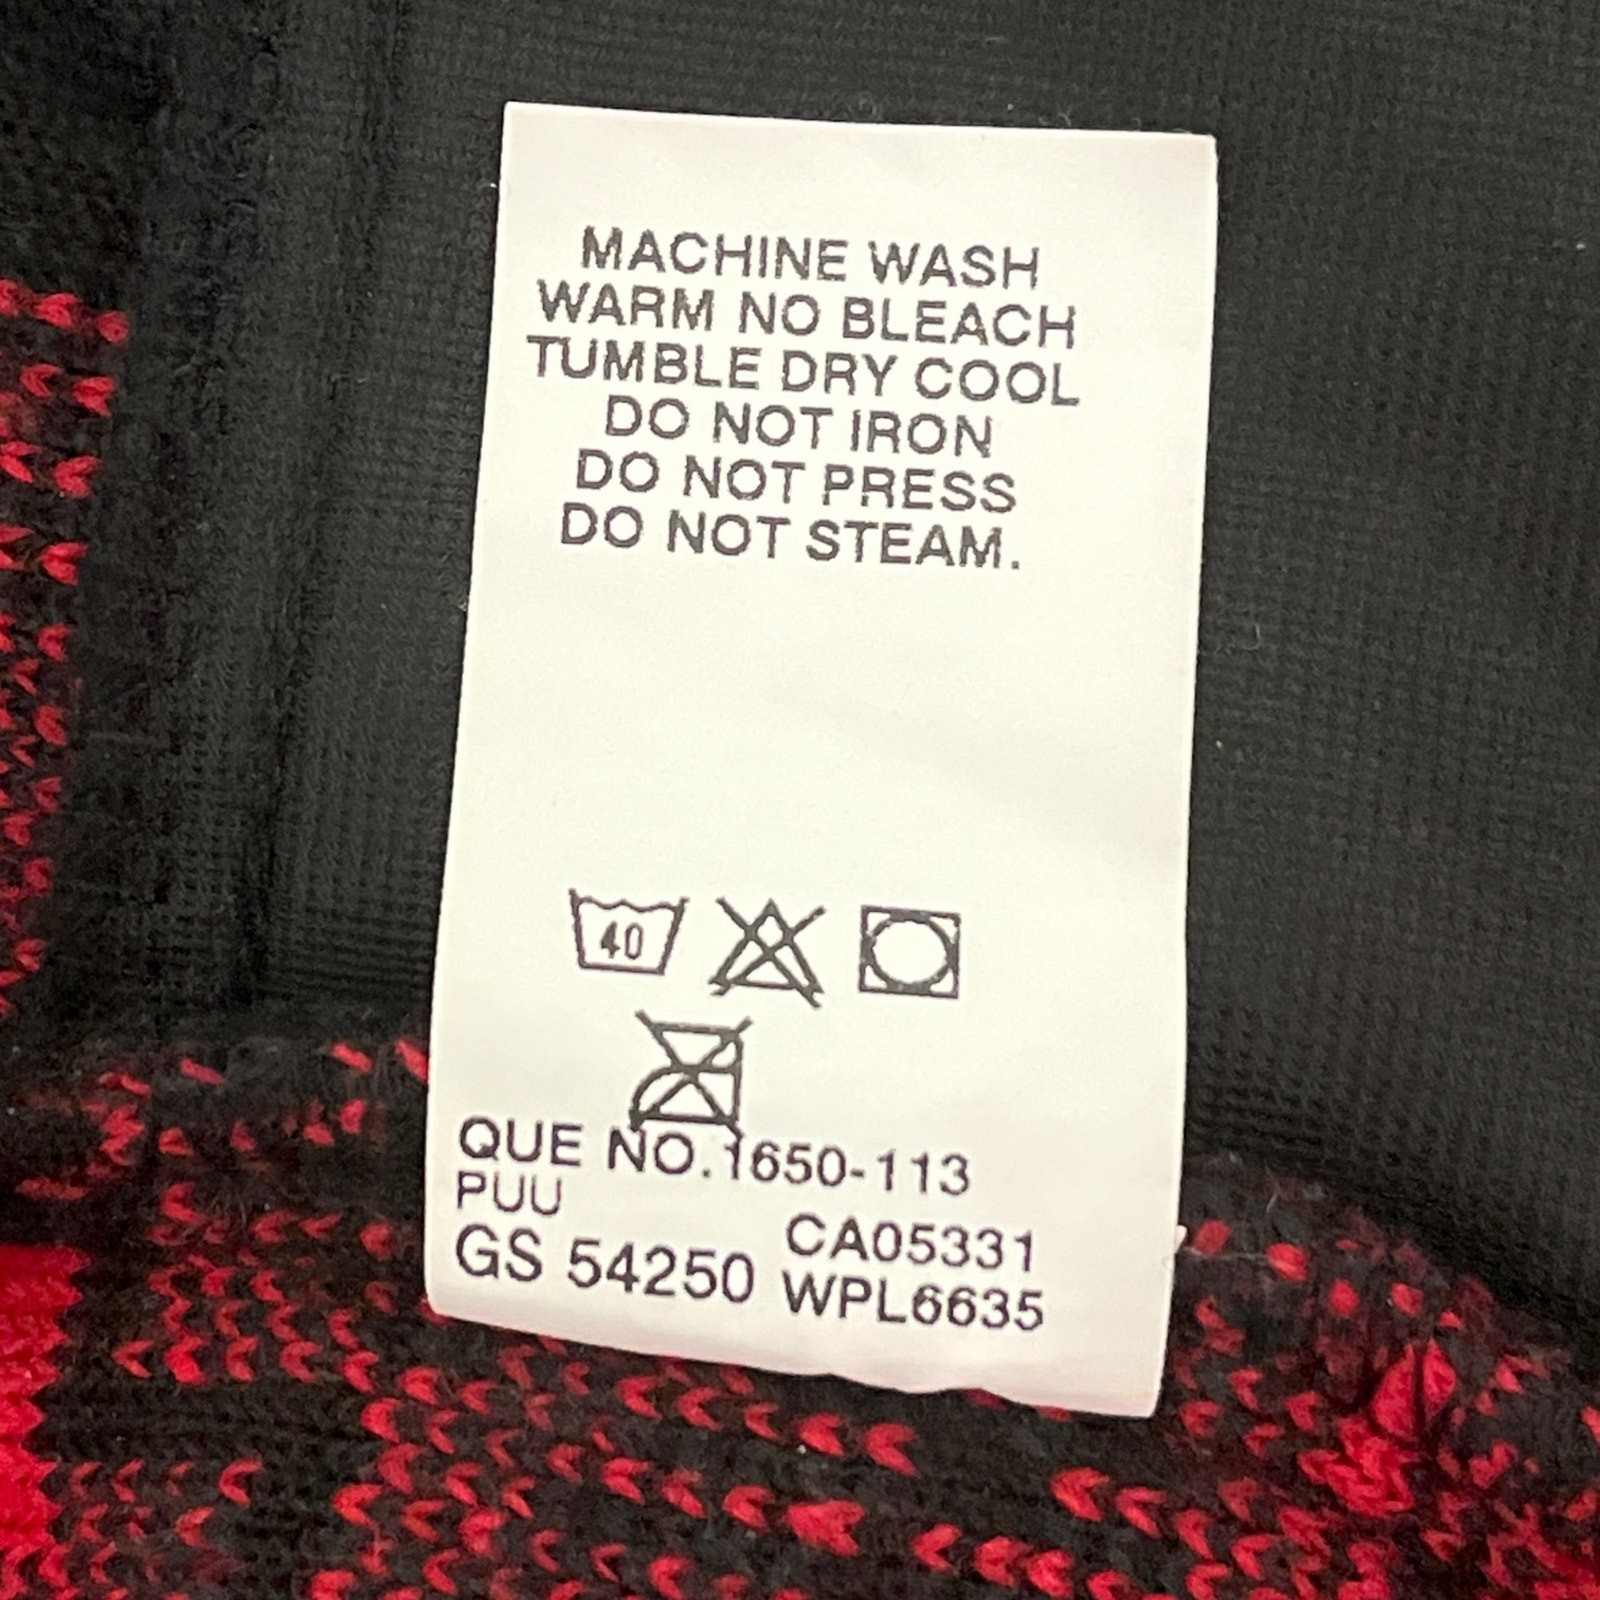 MACHINE WASH
WARM NO BLEACH
TUMBLE DRY COOL
DO NOT IRON
DO NOT PRESS
DO NOT STEAM.
40
QUE NO.1650-113
PUU
CA05331
GS 54250 WPL6635